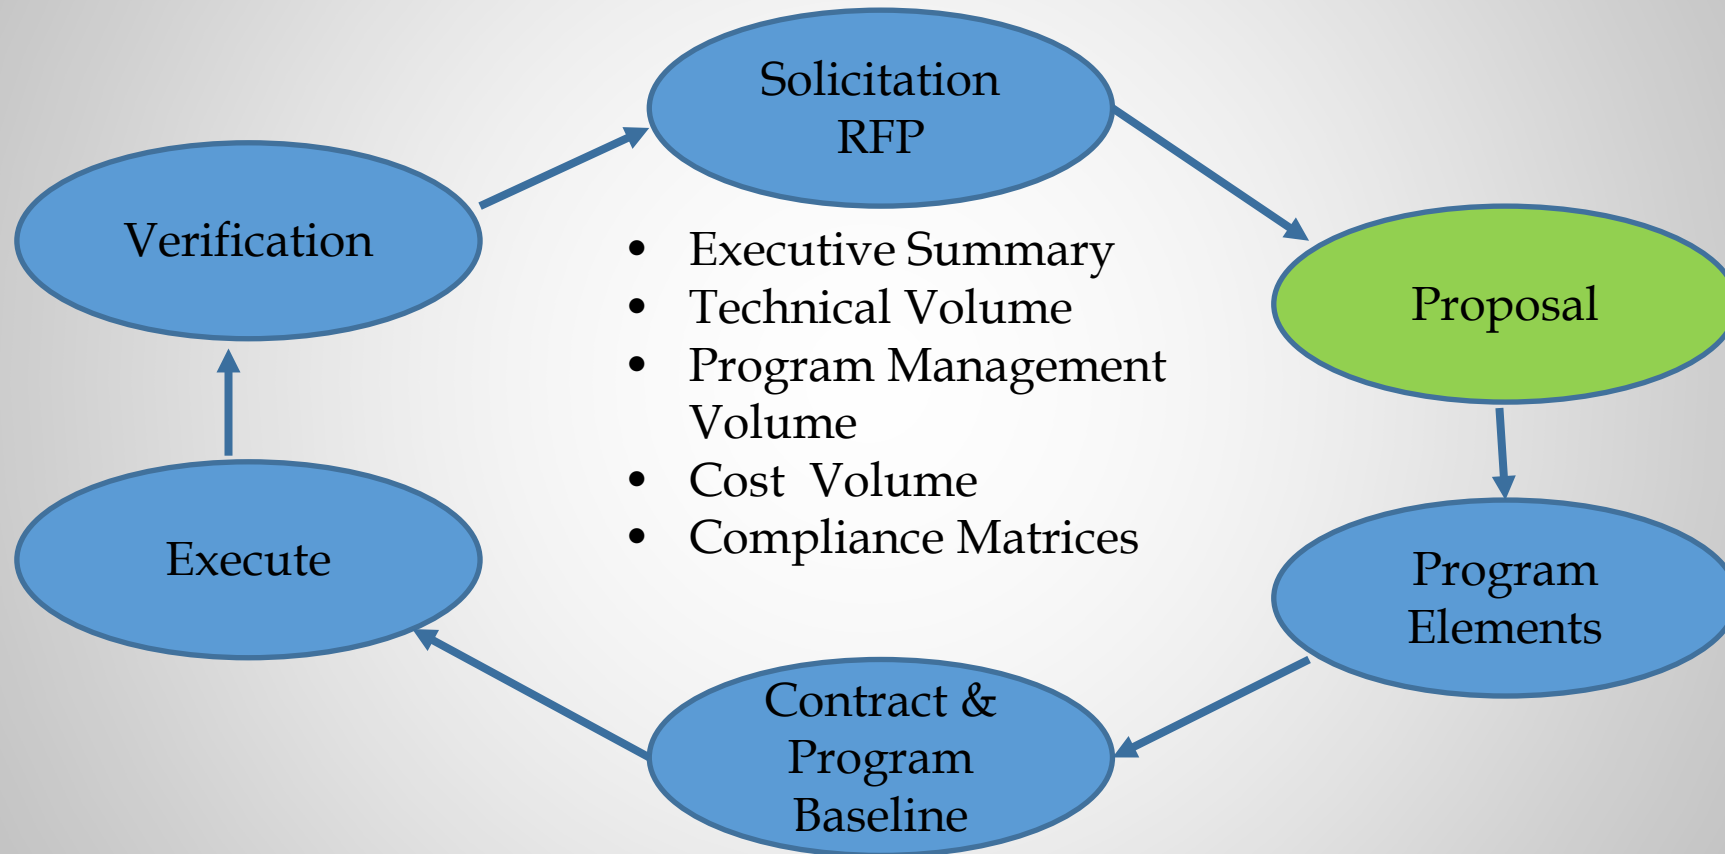 Solicitation
RFP
Verification
• Executive Summary
• Technical Volume
• Program Management
Volume
• Cost  Volume
• Compliance Matrices
Proposal
Execute
Program
Elements
Contract &
Program
Baseline